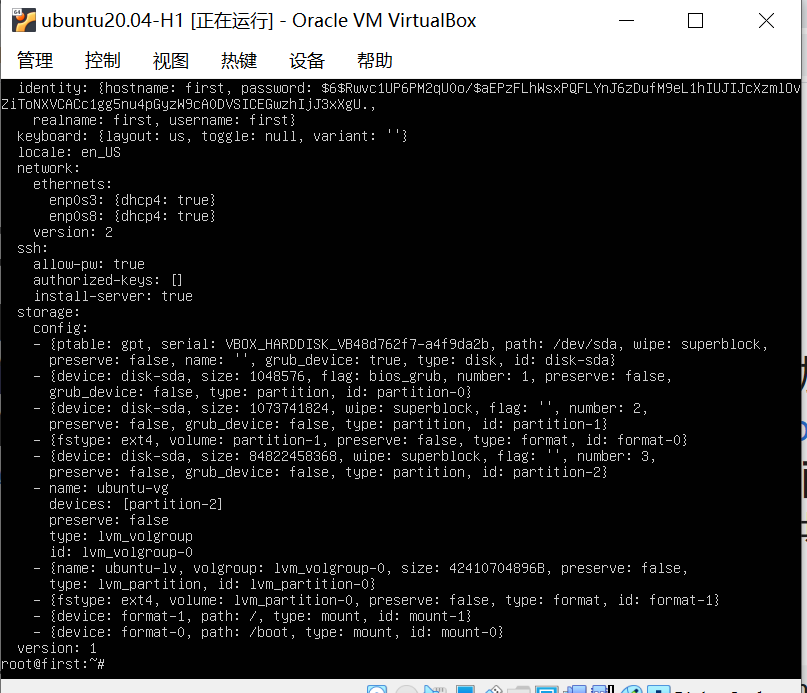 ubuntu20.04-H1 [正在运行] - Oracle VM VirtualBox
管理 控制 视图 热键 设备 帮助
identity: {hostname: first, password: $6$Rwvc1UP6PM2qUOo/$aEPzFLhWsxPQFLYnJ6zDufM9eL1hIUJIJcXzmlOv
ZiToNXVCACc1gg5nu4pGyzW9cA0DVSICEGwzhIjJ3xXgU.,
realname: first, username: first}
keyboard: {layout: us, toggle: null, variant: ''}
locale: en_US
network:
ethernets:
enp0s3: {dhcp4: true}
enp0s8: {dhcp4: true}
version: 2
ssh:
allow-pw: true
authorized-keys: []
install-server: true
storage:
config:
- {ptable: gpt, serial: VBOX_HARDDISK_VB48d762f7-a4f9da2b, path: /dev/sda, wipe: superblock,
preserve: false, name: '', grub_device: true, type: disk, id: disk-sda}
- {device: disk-sda, size: 1048576, flag: bios_grub, number: 1, preserve: false,
grub_device: false, type: partition, id: partition-0}
- {device: disk-sda, size: 1073741824, wipe: superblock, flag: '', number: 2,
preserve: false, grub_device: false, type: partition, id: partition-1}
- {fstype: ext4, volume: partition-1, preserve: false, type: format, id: format-0}
- {device: disk-sda, size: 84822458368, wipe: superblock, flag: '', number: 3,
preserve: false, grub_device: false, type: partition, id: partition-2}
- name: ubuntu-vg
devices: [partition-2]
preserve: false
type: lvm_volgroup
id: lvm_volgroup-0
- {name: ubuntu-lv, volgroup: lvm_volgroup-0, size: 42410704896B, preserve: false,
type: lvm_partition, id: lvm_partition-0}
- {fstype: ext4, volume: lvm_partition-0, preserve: false, type: format, id: format-1}
- {device: format-1, path: /, type: mount, id: mount-1}
- {device: format-0, path: /boot, type: mount, id: mount-0}
version: 1
root@first:~#